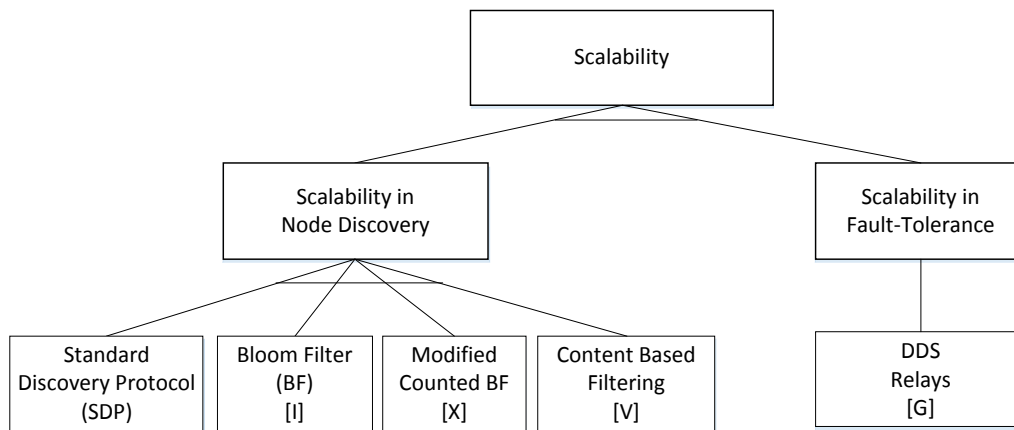 Scalability
Scalability in
Node Discovery
Scalability in
Fault-Tolerance
Standard
Discovery Protocol
(SDP)
Bloom Filter
(BF)
[I]
Modified
Counted BF
[X]
Content Based
Filtering
[V]
DDS
Relays
[G]